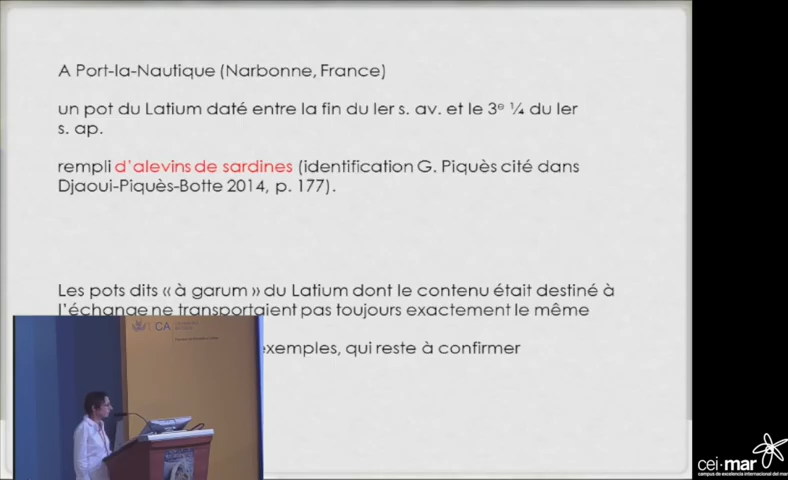 A Port-la-Nautique (Narbonne, France)
un pot du Latium daté entre la fin du Ier s. av. et le 3e ¼ du Ier
s. ap.
rempli d'alevins de sardines (identification G. Piquès cité dans
Djaoui-Piquès-Botte 2014, p. 177).
Les pots dits « à garum » du Latium dont le contenu était destiné à
l'échange ne transportaient pas toujours exactement le même
exemples, qui reste à confirmer
UCA
cei·mar
campus de excelencia internacional del mar